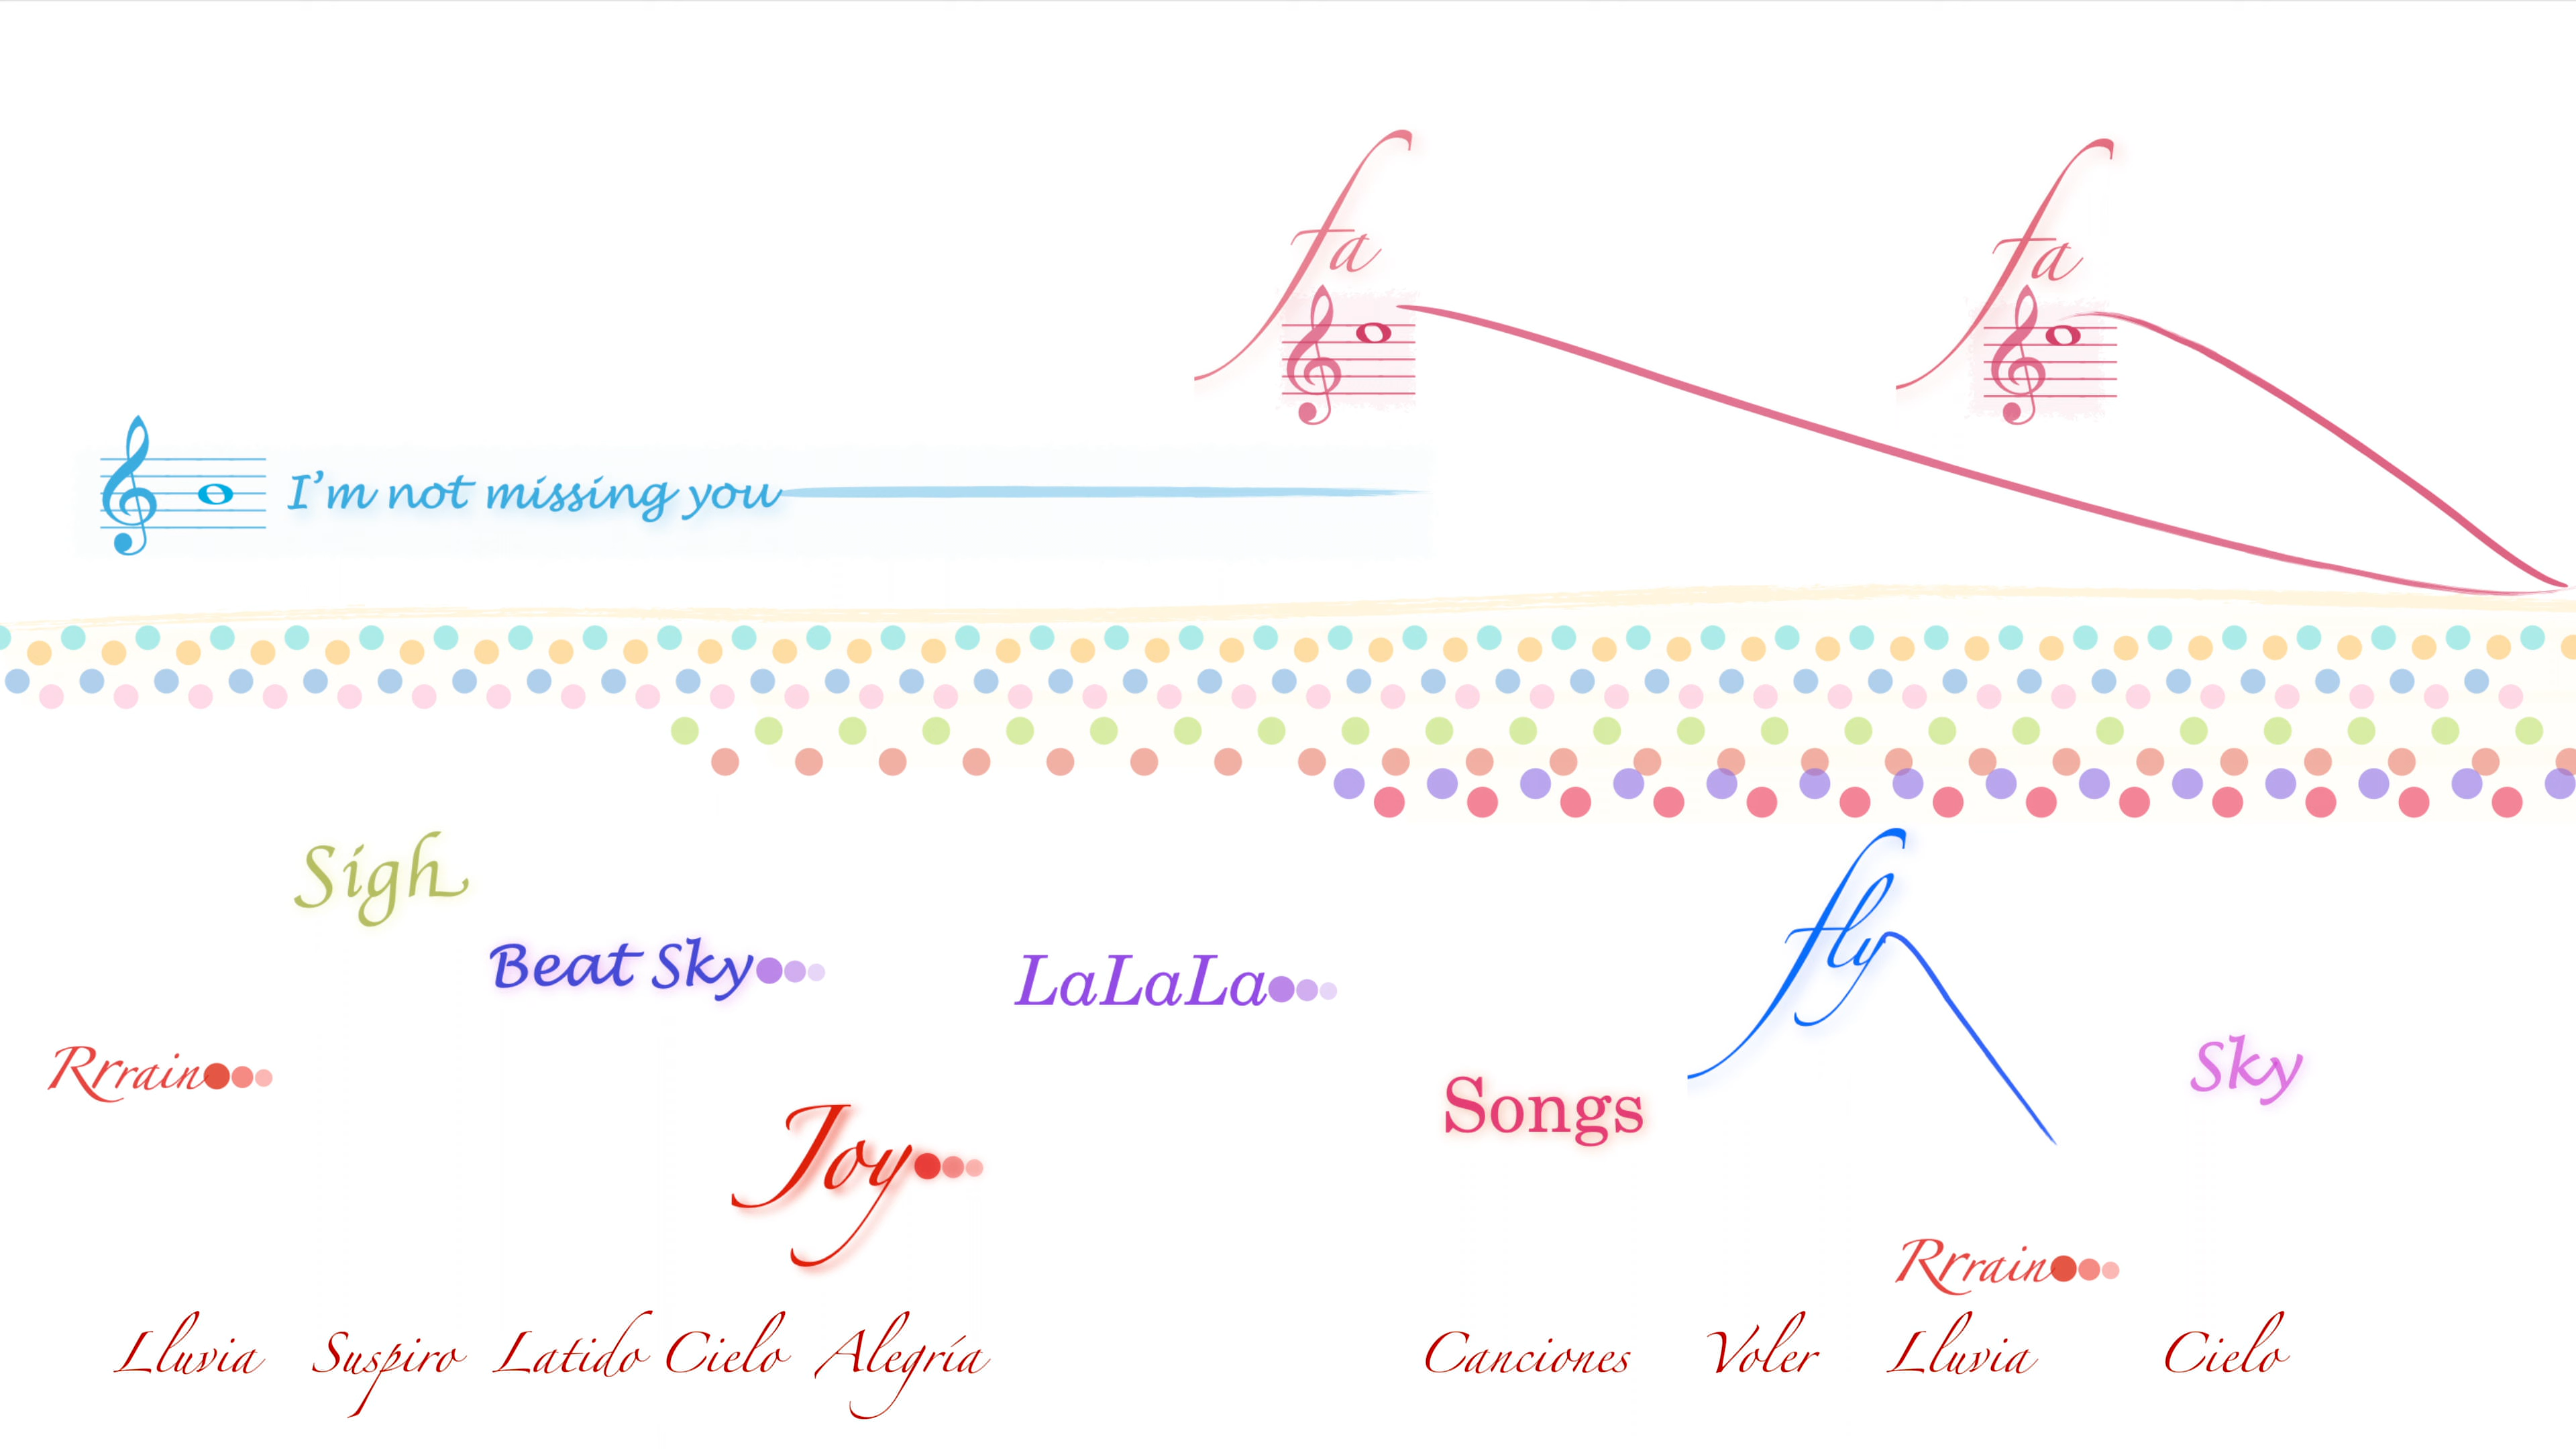 fa
fa
I'm not missing you
Sigh
Beat Sky
LaLaLa
fly
Rrrain
Songs
Sky
Joy
Rrrain
Lluvia Suspiro Latido Cielo Alegría Canciones Voler Lluvia Cielo